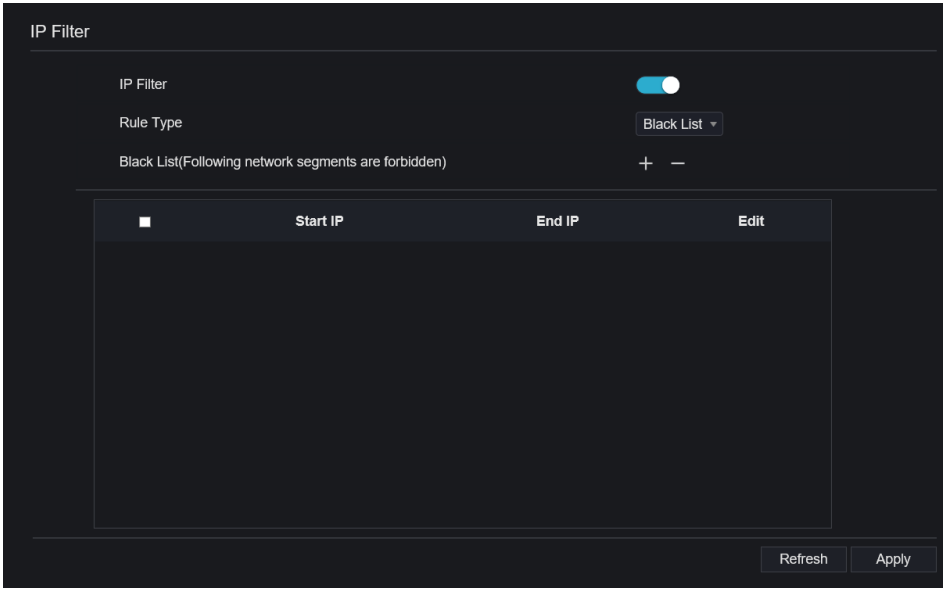 IP Filter
IP Filter
Rule Type
Black List
Black List(Following network segments are forbidden)
Start IP End IP Edit
Refresh Apply